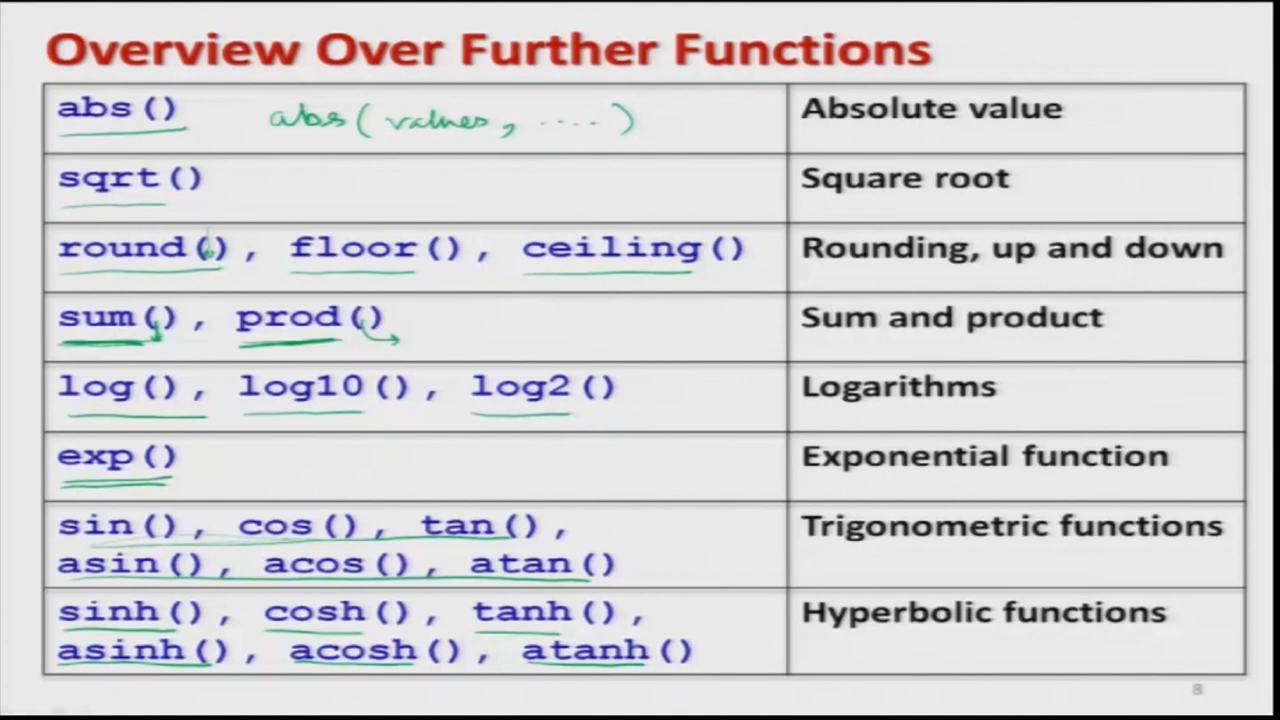 Overview Over Further Functions
abs() abs(values, ....) Absolute value
sqrt() Square root
round(), floor(), ceiling() Rounding, up and down
sum(), prod() Sum and product
log(), log10(), log2() Logarithms
exp() Exponential function
sin(), cos(), tan(), Trigonometric functions
asin(), acos(), atan()
sinh(), cosh(), tanh(), Hyperbolic functions
asinh(), acosh(), atanh()
8